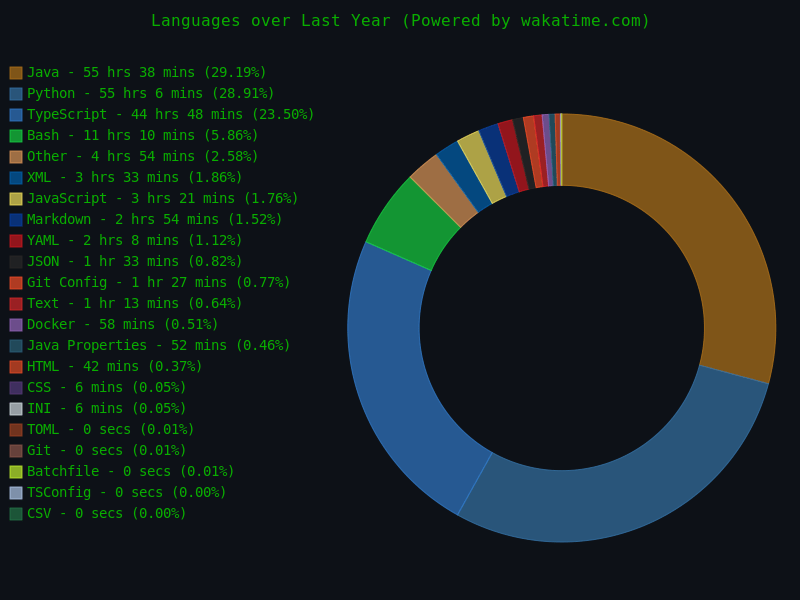 Languages over Last Year (Powered by wakatime.com)
Java - 55 hrs 38 mins (29.19%)
Python - 55 hrs 6 mins (28.91%)
TypeScript - 44 hrs 48 mins (23.50%)
Bash - 11 hrs 10 mins (5.86%)
Other - 4 hrs 54 mins (2.58%)
XML - 3 hrs 33 mins (1.86%)
JavaScript - 3 hrs 21 mins (1.76%)
Markdown - 2 hrs 54 mins (1.52%)
YAML - 2 hrs 8 mins (1.12%)
JSON - 1 hr 33 mins (0.82%)
Git Config - 1 hr 27 mins (0.77%)
Text - 1 hr 13 mins (0.64%)
Docker - 58 mins (0.51%)
Java Properties - 52 mins (0.46%)
HTML - 42 mins (0.37%)
CSS - 6 mins (0.05%)
INI - 6 mins (0.05%)
TOML - 0 secs (0.01%)
Git - 0 secs (0.01%)
Batchfile - 0 secs (0.01%)
TSConfig - 0 secs (0.00%)
CSV - 0 secs (0.00%)